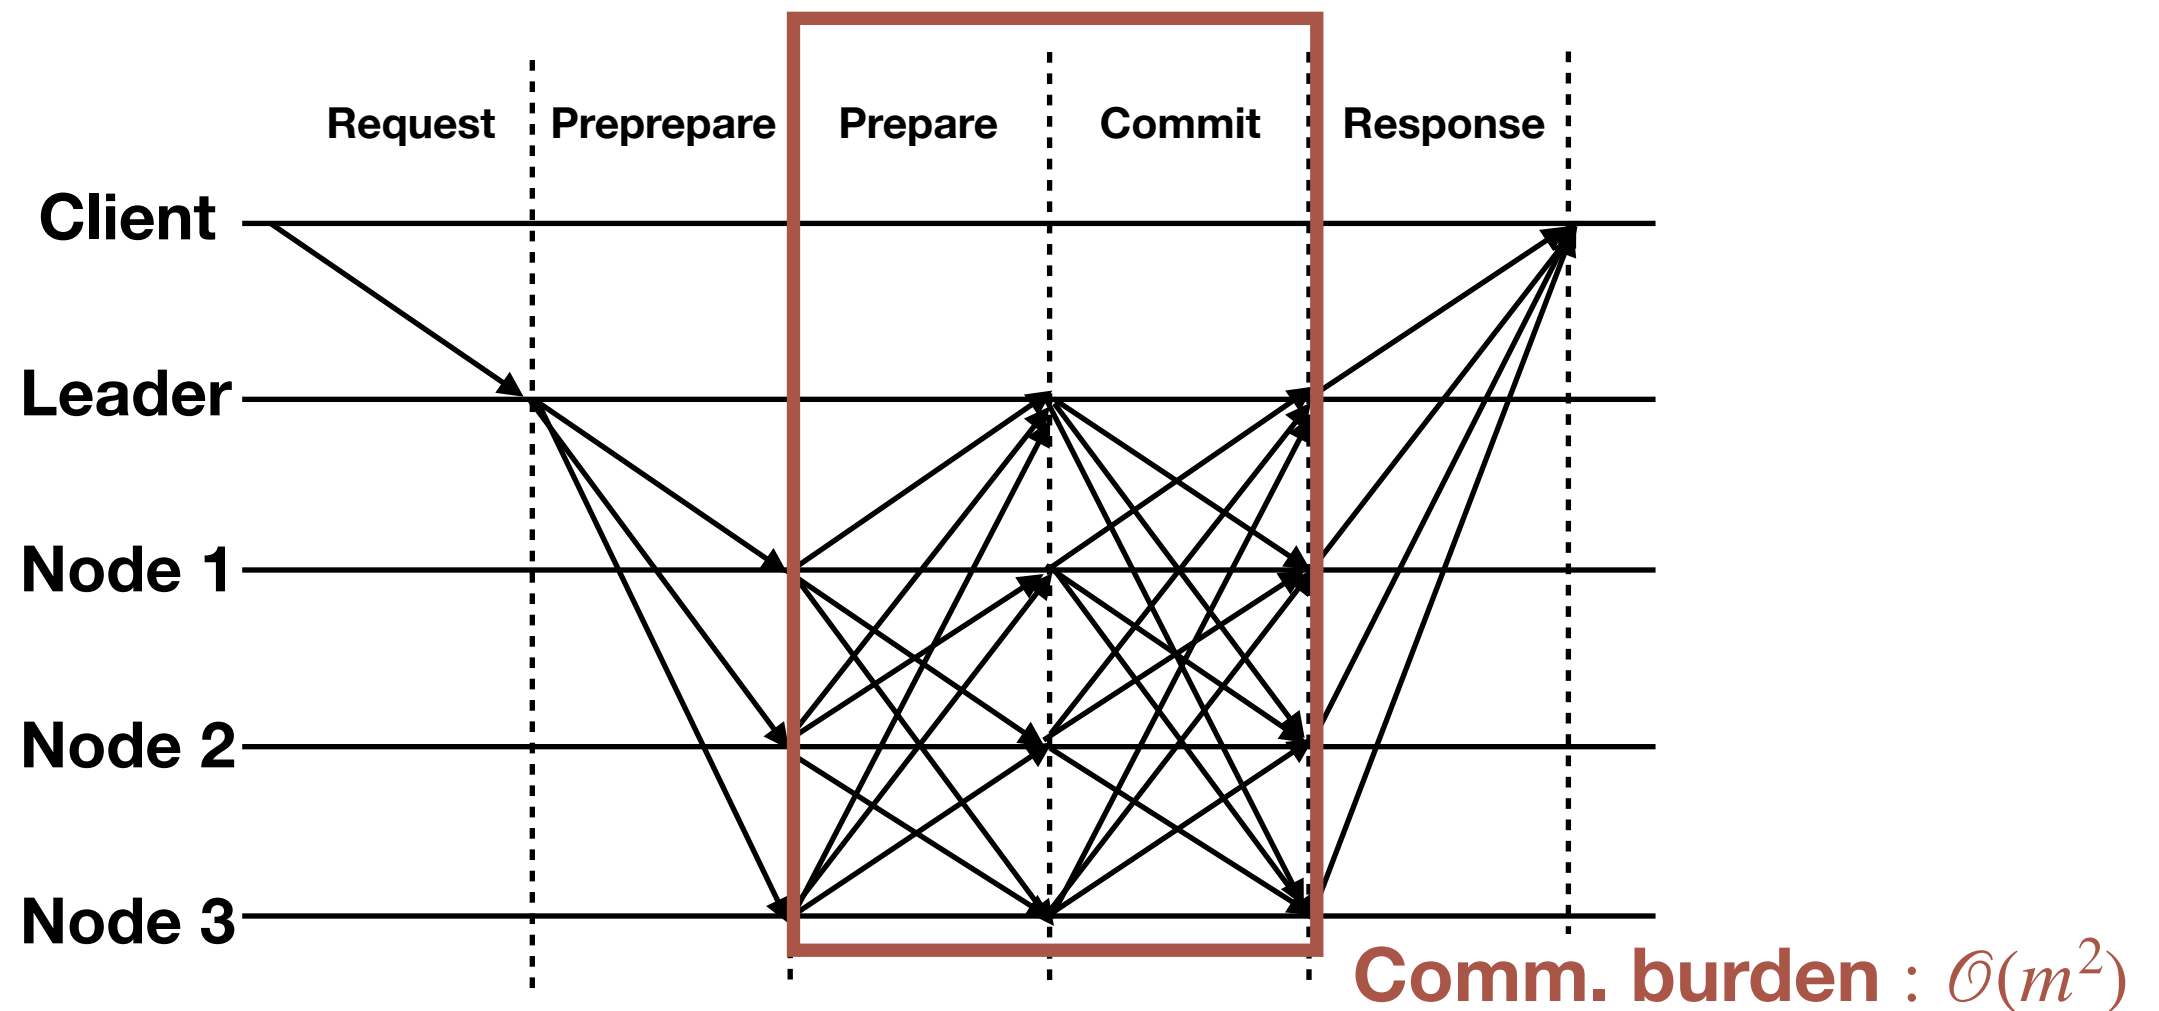 Request Preprepare Prepare Commit Response
Client
Leader
Node 1
Node 2
Node 3
Comm. burden : 𝒪(m²)